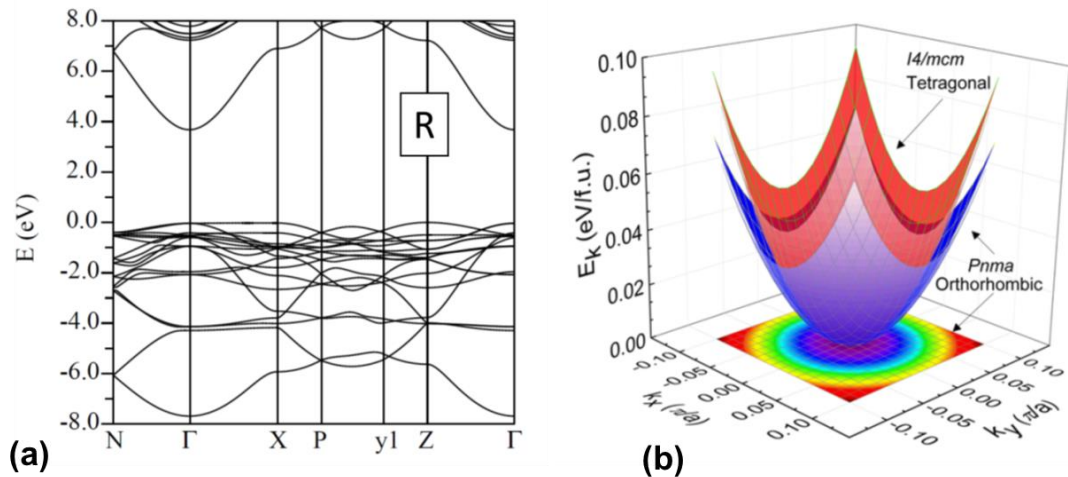 8.0
6.0
4.0
2.0
0.0
-2.0
-4.0
-6.0
-8.0
E (eV)
R
N Γ X P y1 Z Γ
(a)
I4/mcm
Tetragonal
Pnma
Orthorhombic
0.10
0.08
0.06
0.04
0.02
0.00
E_k (eV/f.u.)
-0.10
-0.05
0.00
0.05
0.10
k_x (π/a)
0.10
0.05
0.00
-0.05
-0.10
k_y (π/a)
(b)